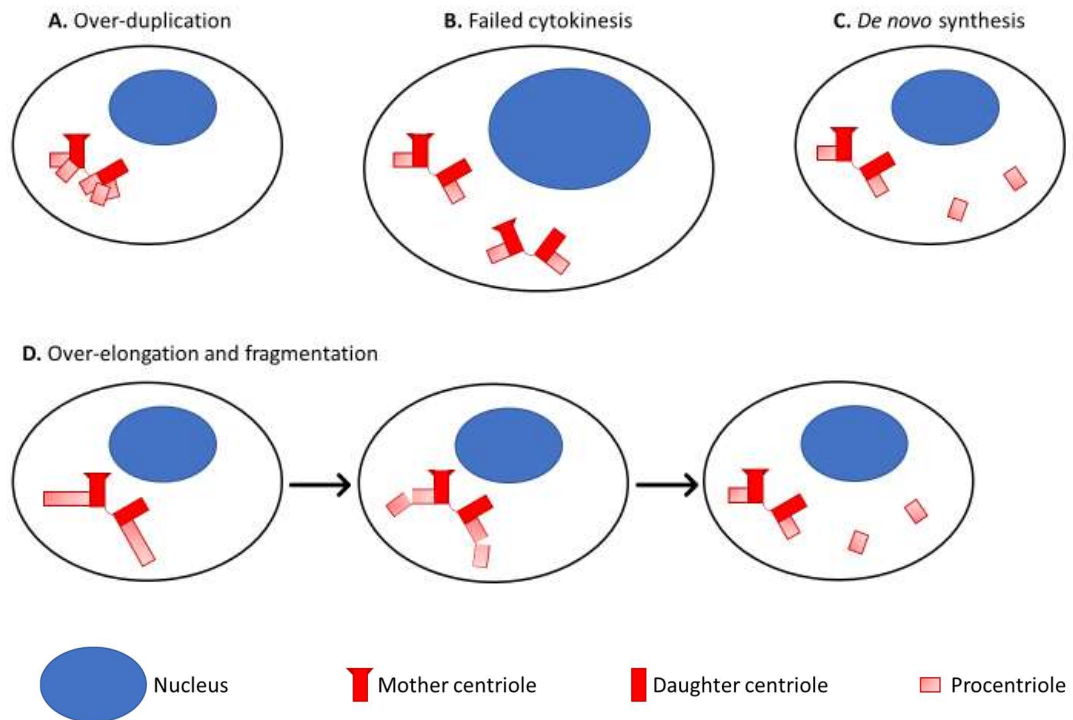 A. Over-duplication
B. Failed cytokinesis
C. De novo synthesis
D. Over-elongation and fragmentation
Nucleus
Mother centriole
Daughter centriole
Procentriole